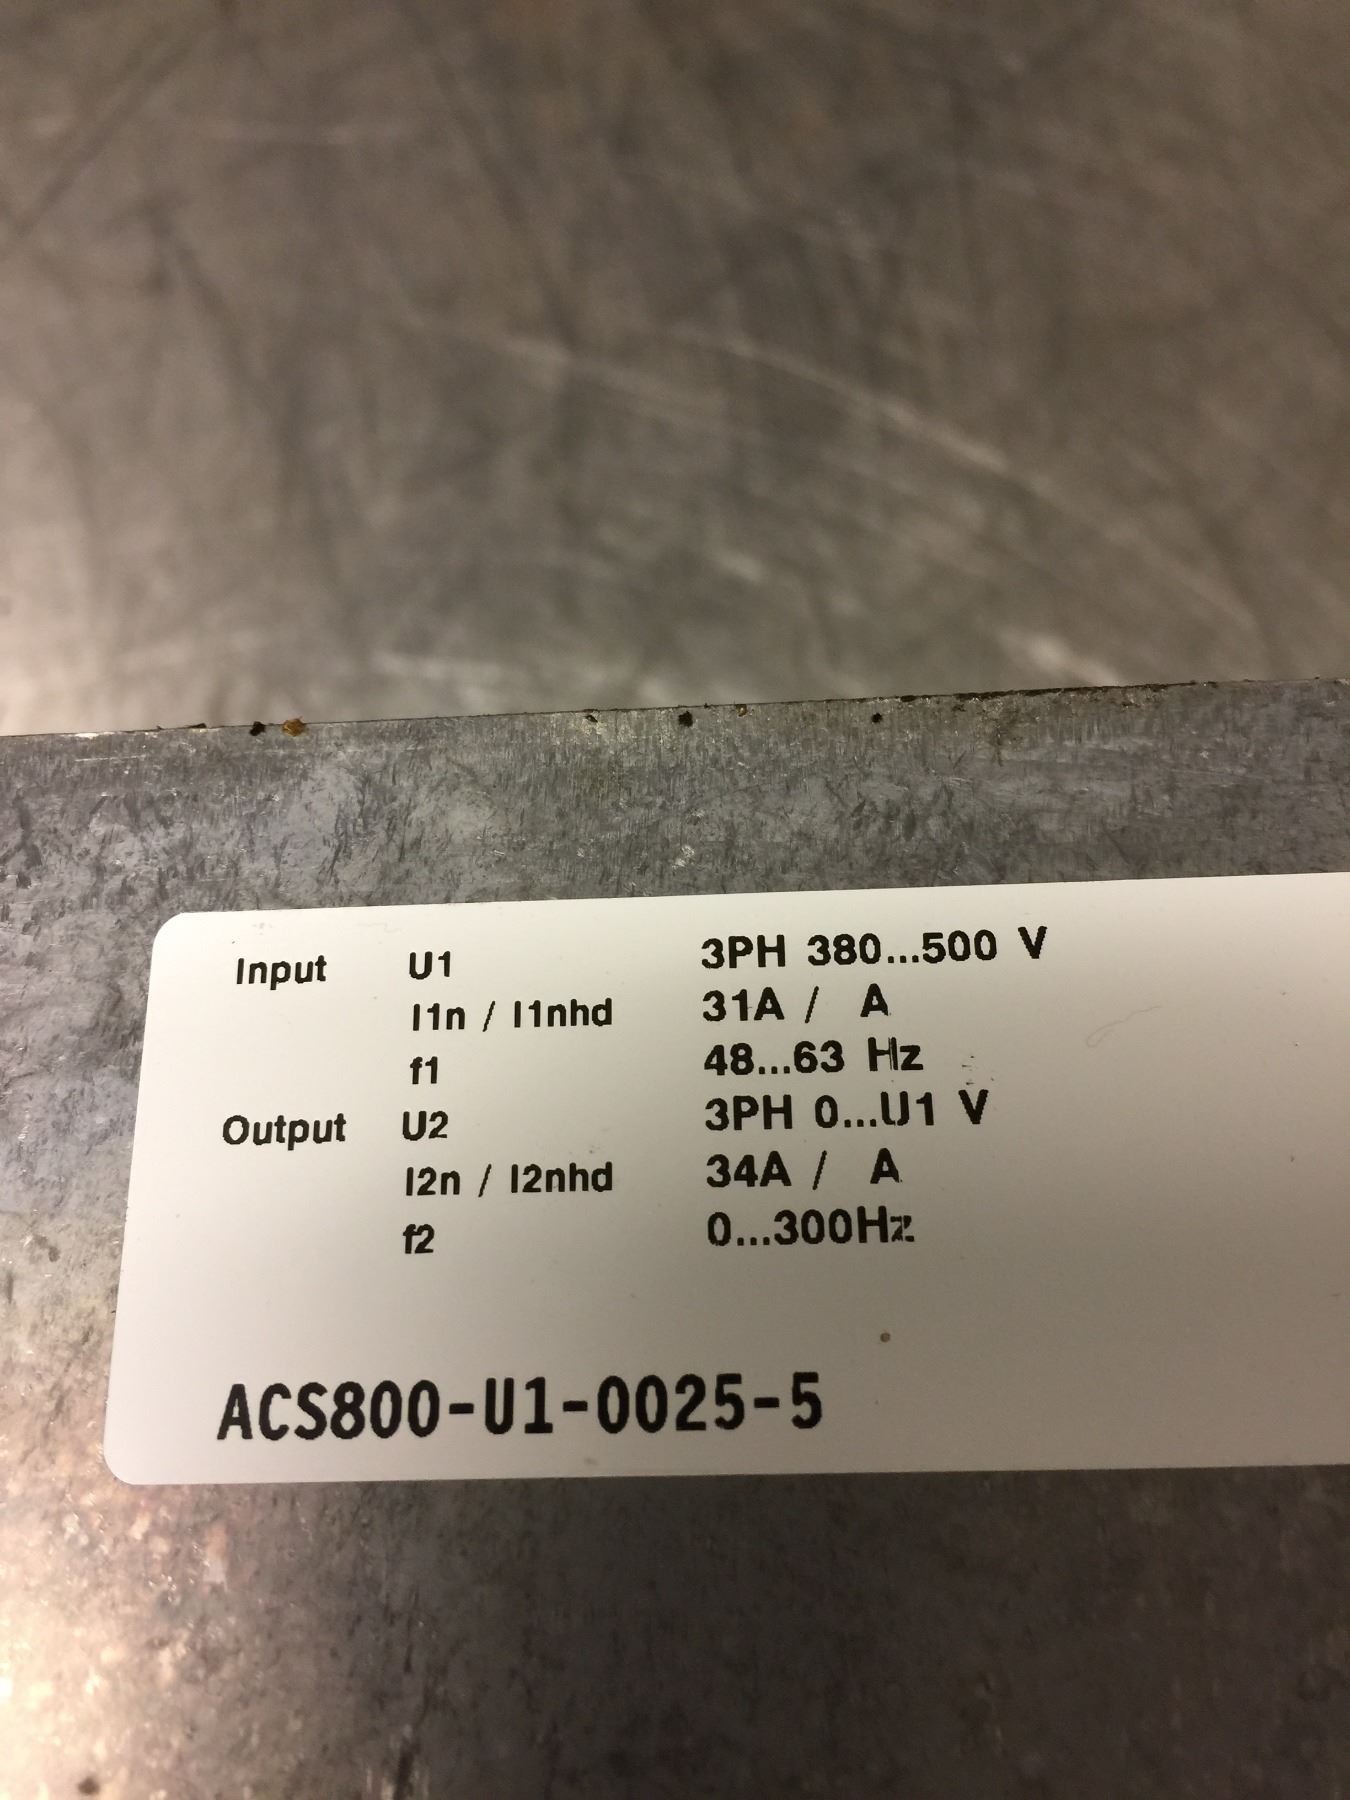 Input U1 3PH 380...500 V
I1n / I1nhd 31A / A
f1 48...63 Hz
Output U2 3PH 0...U1 V
I2n / I2nhd 34A / A
f2 0...300Hz
ACS800-U1-0025-5